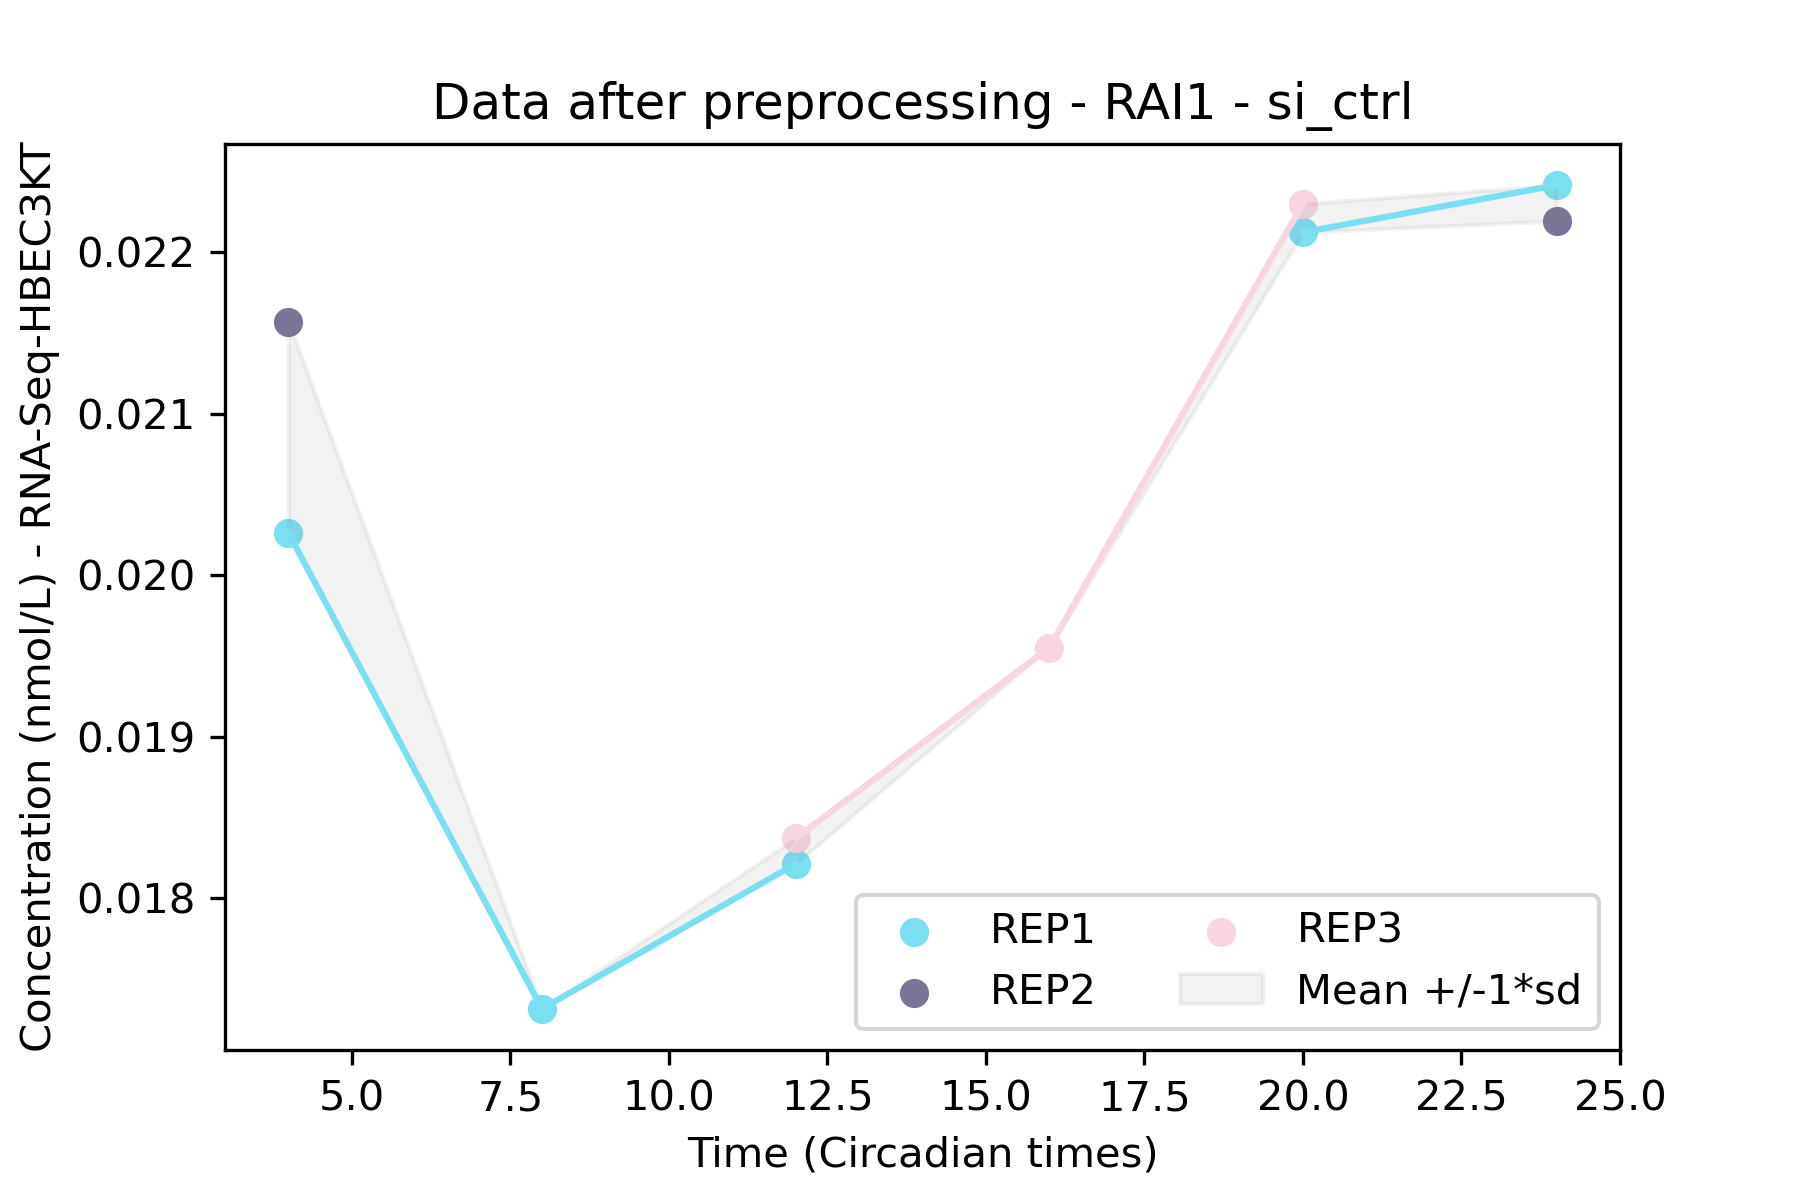 Data after preprocessing - RAI1 - si_ctrl
Concentration (nmol/L) - RNA-Seq-HBEC3KT
0.022
0.021
0.020
0.019
0.018
REP1
REP2
REP3
Mean +/-1*sd
5.0 7.5 10.0 12.5 15.0 17.5 20.0 22.5 25.0
Time (Circadian times)